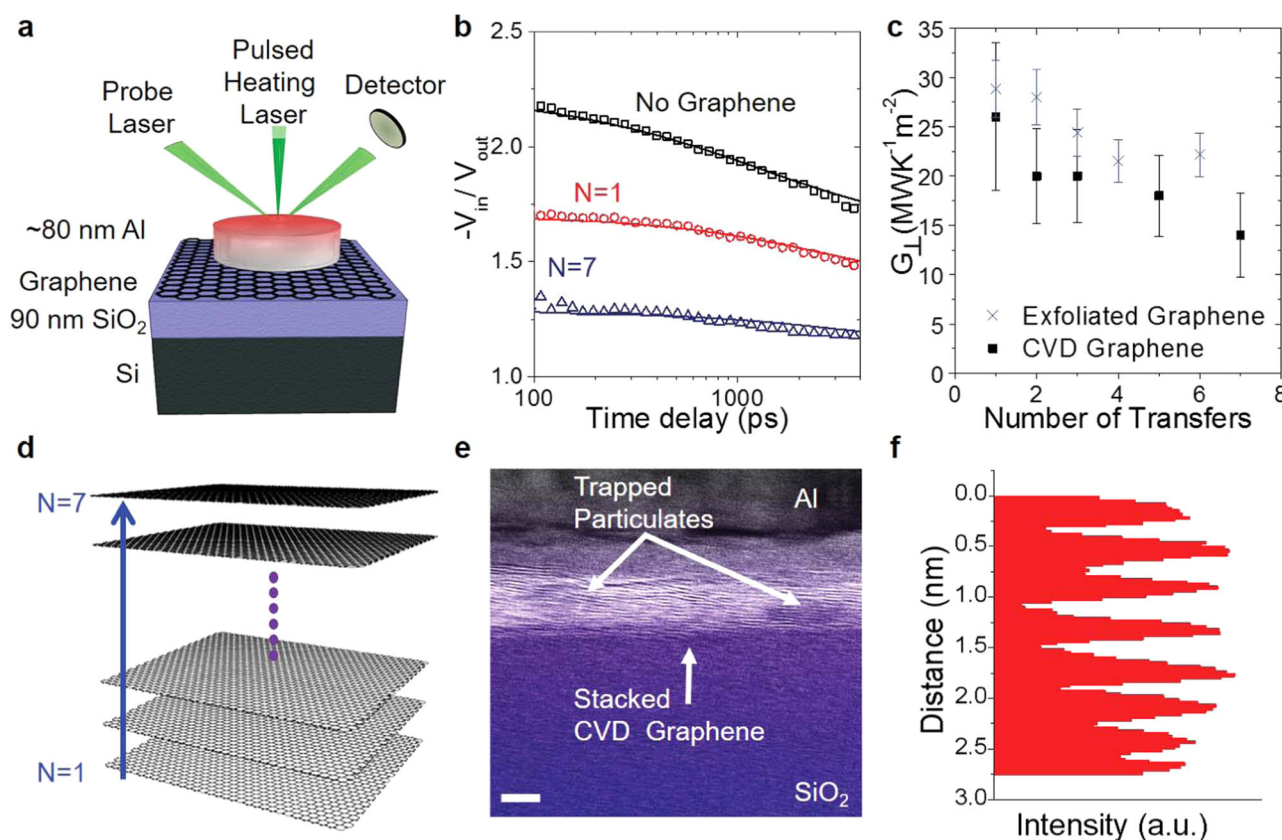 a
Probe
Laser
Pulsed
Heating
Laser
Detector
~80 nm Al
Graphene
90 nm SiO₂
Si
b
2.5
2.0
1.5
1.0
-V_in / V_out
No Graphene
N=1
N=7
100
1000
Time delay (ps)
c
35
30
25
20
15
10
5
0
G⊥(MWK⁻¹m⁻²)
Exfoliated Graphene
CVD Graphene
0
2
4
6
8
Number of Transfers
d
N=7
N=1
e
Trapped
Particulates
Al
Stacked
CVD Graphene
SiO₂
f
0.0
0.5
1.0
1.5
2.0
2.5
3.0
Distance (nm)
Intensity (a.u.)